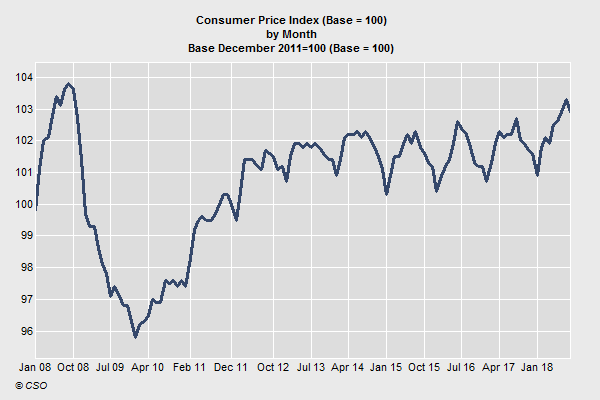 Consumer Price Index (Base = 100)
by Month
Base December 2011=100 (Base = 100)
104
103
102
101
100
99
98
97
96
Jan 08 Oct 08 Jul 09 Apr 10 Feb 11 Dec 11 Oct 12 Jul 13 Apr 14 Jan 15 Oct 15 Jul 16 Apr 17 Jan 18
© CSO